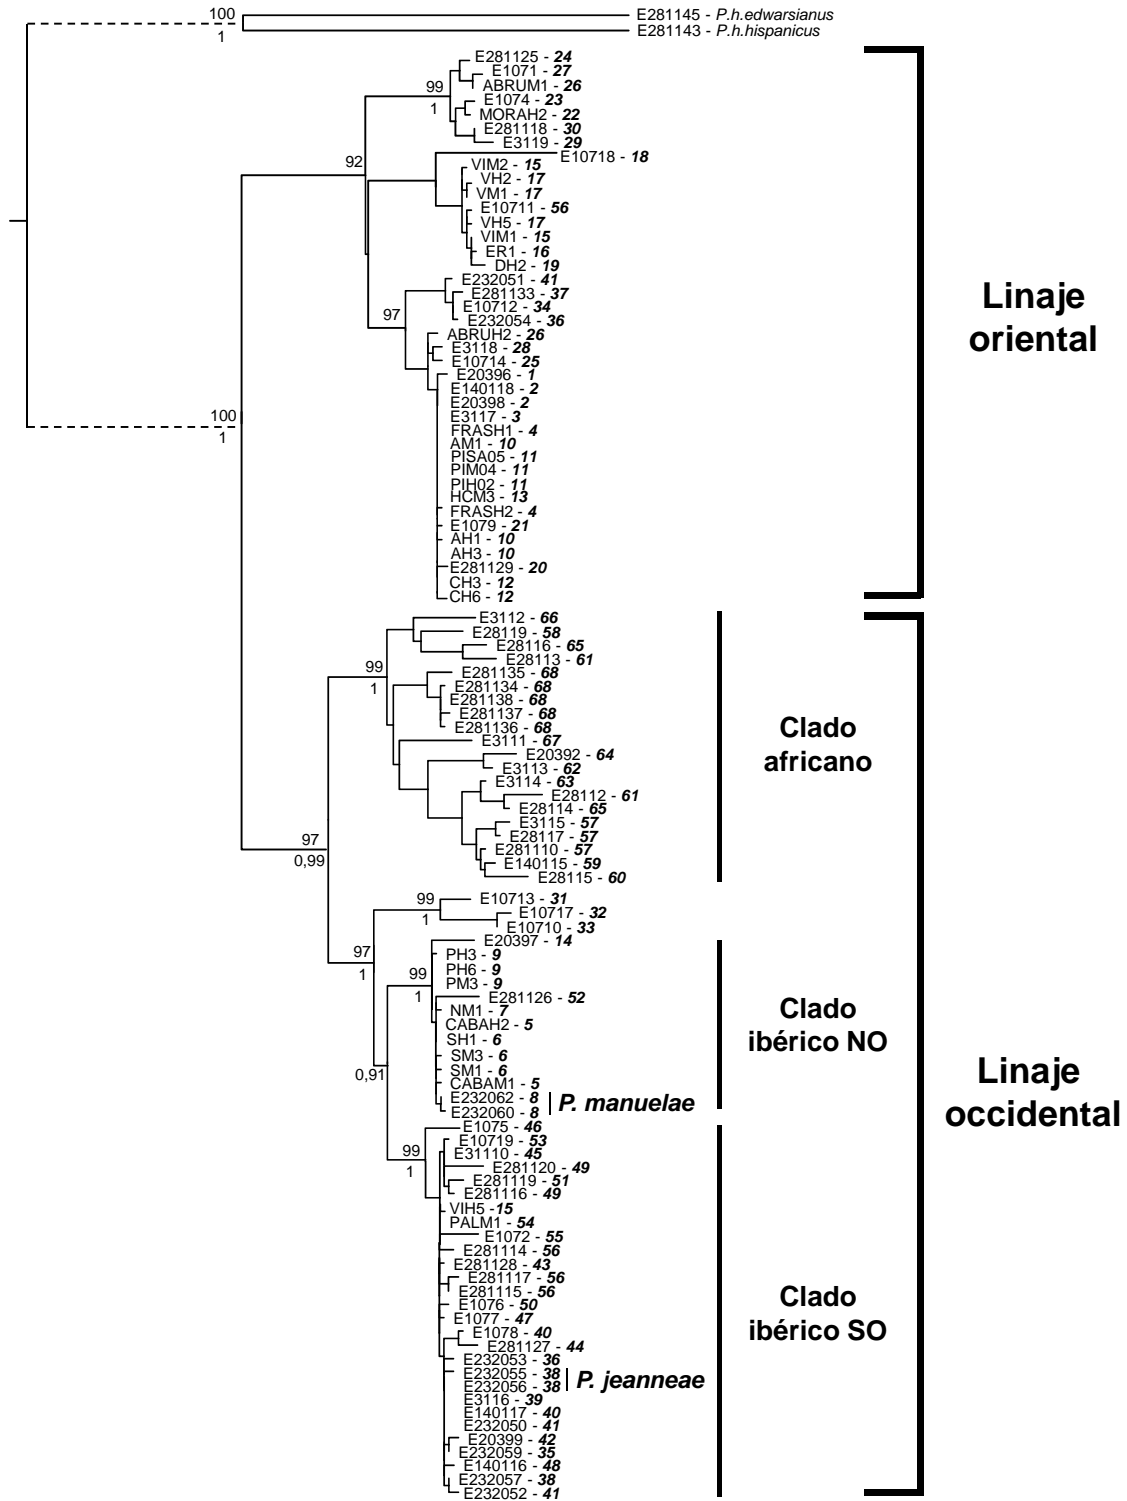 100
1
E281145 - P.h.edwarsianus
E281143 - P.h.hispanicus
E281125 - 24
E1071 - 27
ABRUM1 - 26
99
1
E1074 - 23
MORAH2 - 22
E281118 - 30
E3119 - 29
92
E10718 - 18
VIM2 - 15
VH2 - 17
VM1 - 17
E10711 - 56
VH5 - 17
VIM1 - 15
ER1 - 16
DH2 - 19
E232051 - 41
E281133 - 37
E10712 - 34
97
E232054 - 36
ABRUH2 - 26
E3118 - 28
E10714 - 25
E20396 - 1
E140118 - 2
E20398 - 2
E3117 - 3
100
1
FRASH1 - 4
AM1 - 10
PISA05 - 11
PIM04 - 11
PIH02 - 11
HCM3 - 13
FRASH2 - 4
E1079 - 21
AH1 - 10
AH3 - 10
E281129 - 20
CH3 - 12
CH6 - 12
Linaje
oriental
E3112 - 66
E28119 - 58
E28116 - 65
E28113 - 61
99
1
E281135 - 68
E281134 - 68
E281138 - 68
E281137 - 68
E281136 - 68
E3111 - 67
E20392 - 64
E3113 - 62
E3114 - 63
E28112 - 61
E28114 - 65
E3115 - 57
E28117 - 57
E281110 - 57
E140115 - 59
E28115 - 60
Clado
africano
97
0,99
99
1
E10713 - 31
E10717 - 32
E10710 - 33
97
1
E20397 - 14
PH3 - 9
PH6 - 9
PM3 - 9
99
1
E281126 - 52
NM1 - 7
CABAH2 - 5
SH1 - 6
SM3 - 6
SM1 - 6
CABAM1 - 5
E232062 - 8
E232060 - 8
P. manuelae
Clado
ibérico NO
0,91
E1075 - 46
E10719 - 53
E31110 - 45
99
1
E281120 - 49
E281119 - 51
E281116 - 49
VIH5 -15
PALM1 - 54
E1072 - 55
E281114 - 56
E281128 - 43
E281117 - 56
E281115 - 56
E1076 - 50
E1077 - 47
E1078 - 40
E281127 - 44
E232053 - 36
E232055 - 38
E232056 - 38
P. jeanneae
E3116 - 39
E140117 - 40
E232050 - 41
E20399 - 42
E232059 - 35
E140116 - 48
E232057 - 38
E232052 - 41
Clado
ibérico SO
Linaje
occidental